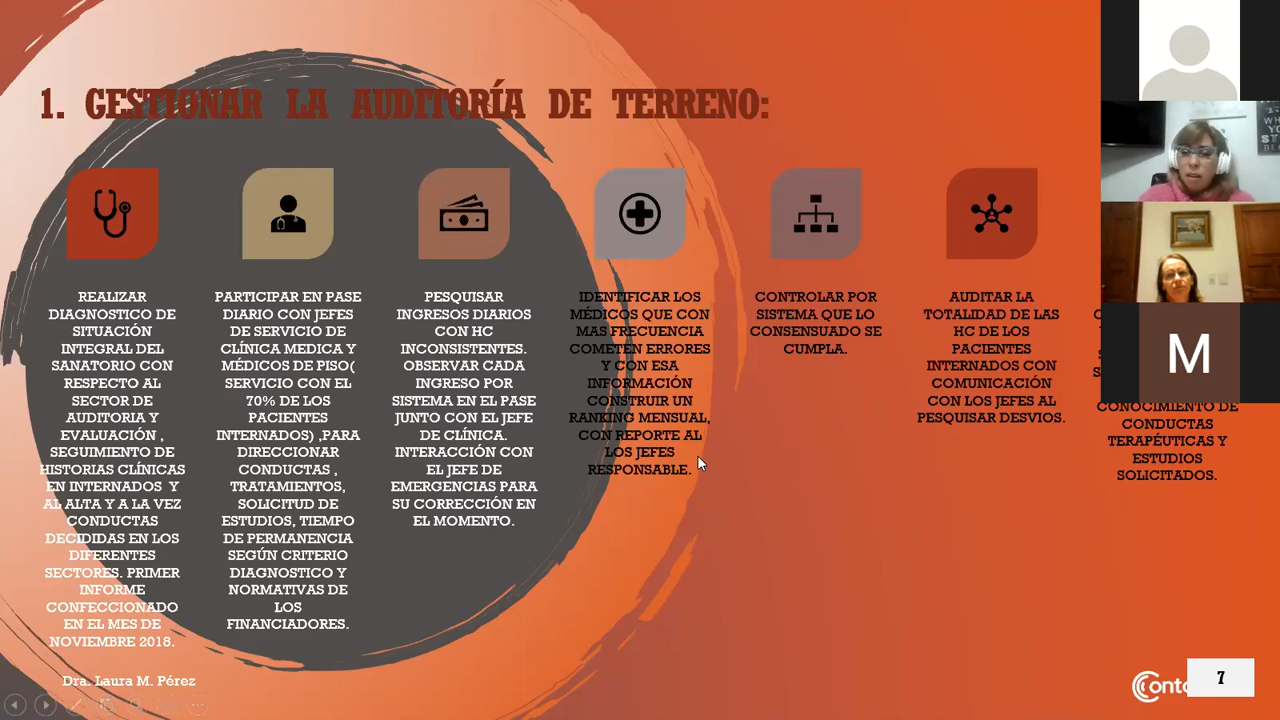 1. GESTIONAR LA AUDITORÍA DE TERRENO:
REALIZAR
DIAGNOSTICO DE
SITUACIÓN
INTEGRAL DEL
SANATORIO CON
RESPECTO AL
SECTOR DE
AUDITORIA Y
EVALUACIÓN ,
SEGUIMIENTO DE
HISTORIAS CLÍNICAS
EN INTERNADOS Y
AL ALTA Y A LA VEZ
CONDUCTAS
DECIDIDAS EN LOS
DIFERENTES
SECTORES. PRIMER
INFORME
CONFECCIONADO
EN EL MES DE
NOVIEMBRE 2018.
PARTICIPAR EN PASE
DIARIO CON JEFES
DE SERVICIO DE
CLÍNICA MEDICA Y
MÉDICOS DE PISO(
SERVICIO CON EL
70% DE LOS
PACIENTES
INTERNADOS) ,PARA
DIRECCIONAR
CONDUCTAS ,
TRATAMIENTOS,
SOLICITUD DE
ESTUDIOS, TIEMPO
DE PERMANENCIA
SEGÚN CRITERIO
DIAGNOSTICO Y
NORMATIVAS DE
LOS
FINANCIADORES.
PESQUISAR
INGRESOS DIARIOS
CON HC
INCONSISTENTES.
OBSERVAR CADA
INGRESO POR
SISTEMA EN EL PASE
JUNTO CON EL JEFE
DE CLÍNICA.
INTERACCIÓN CON
EL JEFE DE
EMERGENCIAS PARA
SU CORRECCIÓN EN
EL MOMENTO.
IDENTIFICAR LOS
MÉDICOS QUE CON
MAS FRECUENCIA
COMETEN ERRORES
Y CON ESA
INFORMACIÓN
CONSTRUIR UN
RANKING MENSUAL,
CON REPORTE AL
LOS JEFES
RESPONSABLE.
CONTROLAR POR
SISTEMA QUE LO
CONSENSUADO SE
CUMPLA.
AUDITAR LA
TOTALIDAD DE LAS
HC DE LOS
PACIENTES
INTERNADOS CON
COMUNICACIÓN
CON LOS JEFES AL
PESQUISAR DESVIOS.
CONOCIMIENTO DE
CONDUCTAS
TERAPÉUTICAS Y
ESTUDIOS
SOLICITADOS.
M
Dra. Laura M. Pérez
7